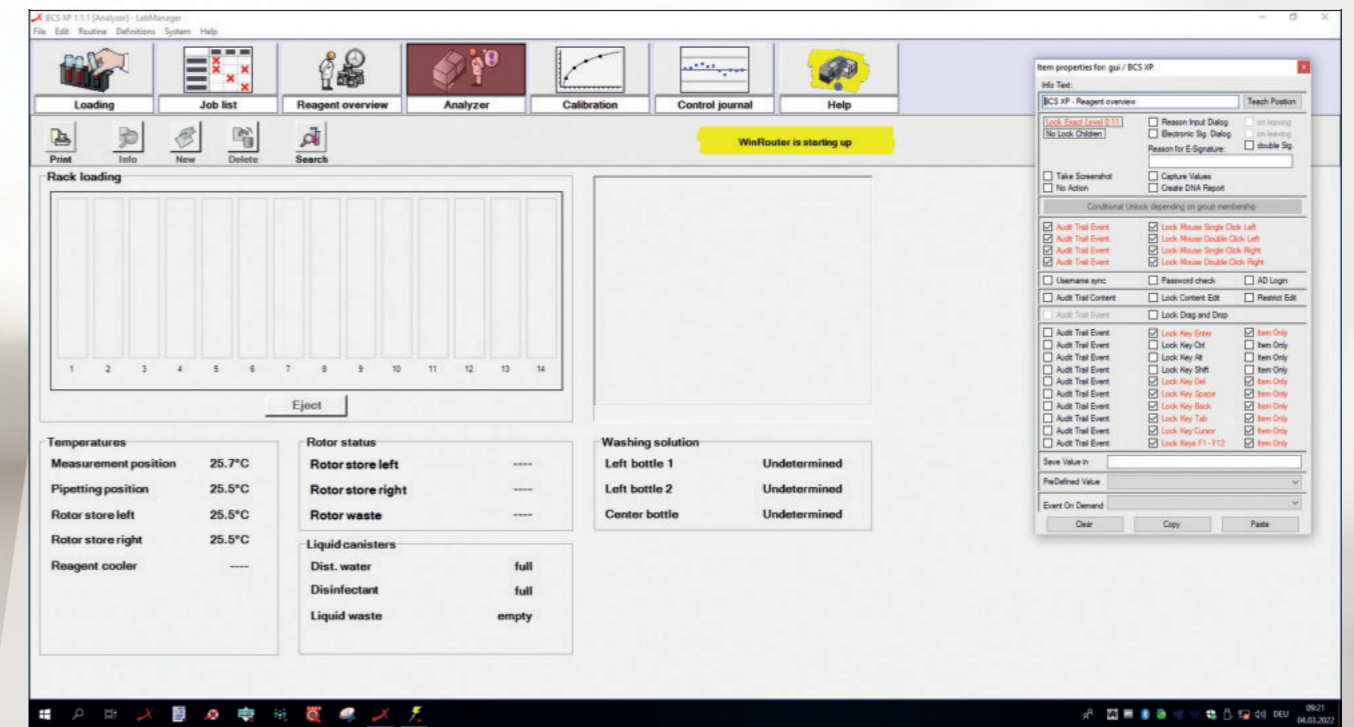 BCS XP 1.1.1 [Analyzer] - LabManager
File Edit Routine Definitions System Help
Loading Job list Reagent overview Analyzer Calibration Control journal Help
Print Info New Delete Search
WinRouter is starting up
Rack loading
1 2 3 4 5 6 7 8 9 10 11 12 13 14
Eject
Temperatures
Measurement position 25.7°C
Pipetting position 25.5°C
Rotor store left 25.5°C
Rotor store right 25.5°C
Reagent cooler ----
Rotor status
Rotor store left ----
Rotor store right ----
Rotor waste ----
Liquid canisters
Dist. water full
Disinfectant full
Liquid waste empty
Washing solution
Left bottle 1 Undetermined
Left bottle 2 Undetermined
Center bottle Undetermined
Item properties for: gui / BCS XP
Info Text:
BCS XP - Reagent overview Teach Postion
Lock Exact Level 0.11 Reason Input Dialog on leaving
No Lock Children Electronic Sig. Dialog on leaving
Reason for E-Signature: double Sig.
Take Screenshot Capture Values
No Action Create DNA Report
Conditional Unlock depending on group membership
Audit Trail Event Lock Mouse Single Click Left
Audit Trail Event Lock Mouse Double Click Left
Audit Trail Event Lock Mouse Single Click Right
Audit Trail Event Lock Mouse Double Click Right
Username sync Password check AD Login
Audit Trail Content Lock Content Edit Restrict Edit
Audit Trail Event Lock Drag and Drop
Audit Trail Event Lock Key Enter Item Only
Audit Trail Event Lock Key Ctrl Item Only
Audit Trail Event Lock Key Alt Item Only
Audit Trail Event Lock Key Shift Item Only
Audit Trail Event Lock Key Del Item Only
Audit Trail Event Lock Key Space Item Only
Audit Trail Event Lock Key Back Item Only
Audit Trail Event Lock Key Tab Item Only
Audit Trail Event Lock Key Cursor Item Only
Audit Trail Event Lock Keys F1 - F12 Item Only
Save Value in
PreDefined Value
Event On Demand
Clear Copy Paste
DEU 09:21
04.03.2022